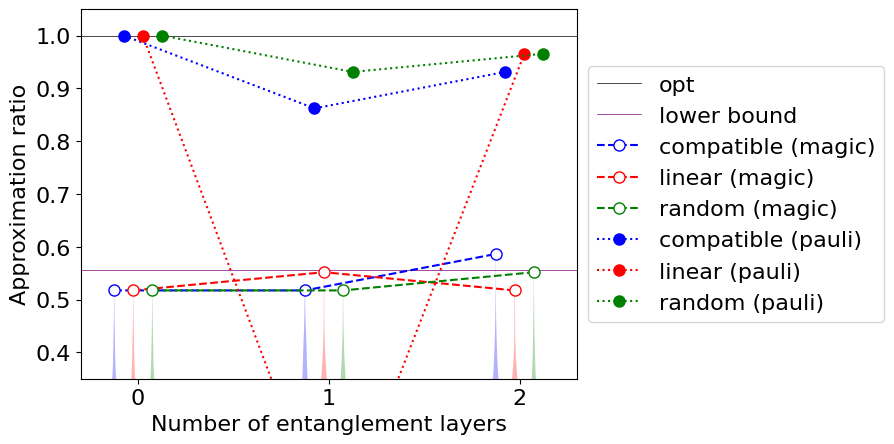 1.0
0.9
0.8
0.7
0.6
0.5
0.4
Approximation ratio
0 1 2
Number of entanglement layers
opt
lower bound
compatible (magic)
linear (magic)
random (magic)
compatible (pauli)
linear (pauli)
random (pauli)